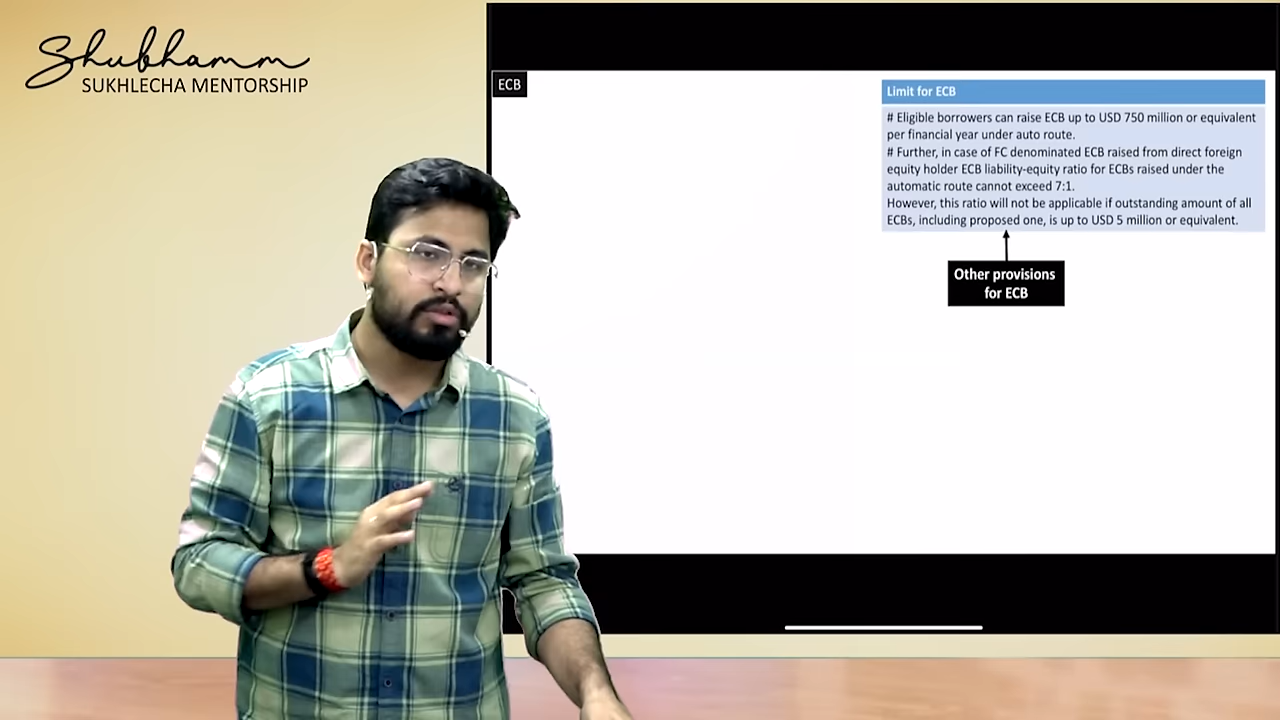 Shubhamm
SUKHLECHA MENTORSHIP
ECB
Limit for ECB
# Eligible borrowers can raise ECB up to USD 750 million or equivalent
per financial year under auto route.
# Further, in case of FC denominated ECB raised from direct foreign
equity holder ECB liability-equity ratio for ECBs raised under the
automatic route cannot exceed 7:1.
However, this ratio will not be applicable if outstanding amount of all
ECBs, including proposed one, is up to USD 5 million or equivalent.
Other provisions
for ECB